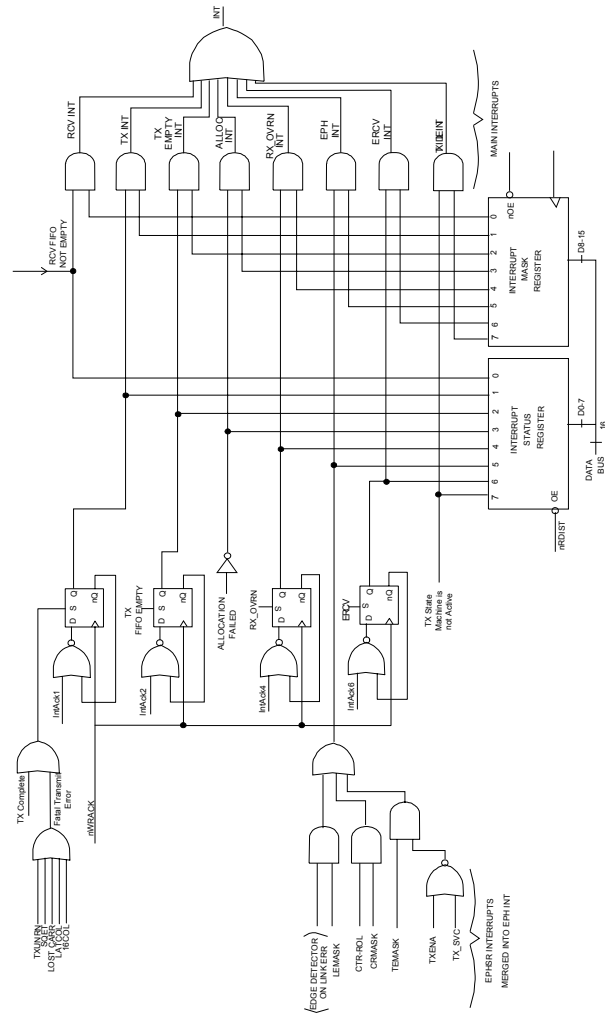 INT
RCV INT
TX INT
TX
EMPTY
INT
ALLOC
INT
RX_OVRN
INT
EPH
INT
ERCV
INT
MAIN INTERRUPTS
RCV FIFO
NOT EMPTY
0
1
2
3
4
5
6
7
nOE
INTERRUPT
MASK
REGISTER
D8-15
0
1
2
3
4
5
6
7
INTERRUPT
STATUS
REGISTER
OE
nRDIST
D0-7
DATA
BUS
16
D
S
Q
nQ
IntAck1
D
S
Q
nQ
TX
FIFO EMPTY
IntAck2
ALLOCATION
FAILED
D
S
Q
nQ
RX_OVRN
IntAck4
D
S
Q
nQ
ERCV
IntAck6
TX State
Machine is
not Active
TX Complete
Fatal Transmit
Error
nWRACK
TXUNRN
SQET
LOST_CARR
LATCOL
16COL
EDGE DETECTOR
ON LINK ERR
LEMASK
CTR-ROL
CRMASK
TEMASK
TXENA
TX_SVC
EPHSR INTERRUPTS
MERGED INTO EPH INT